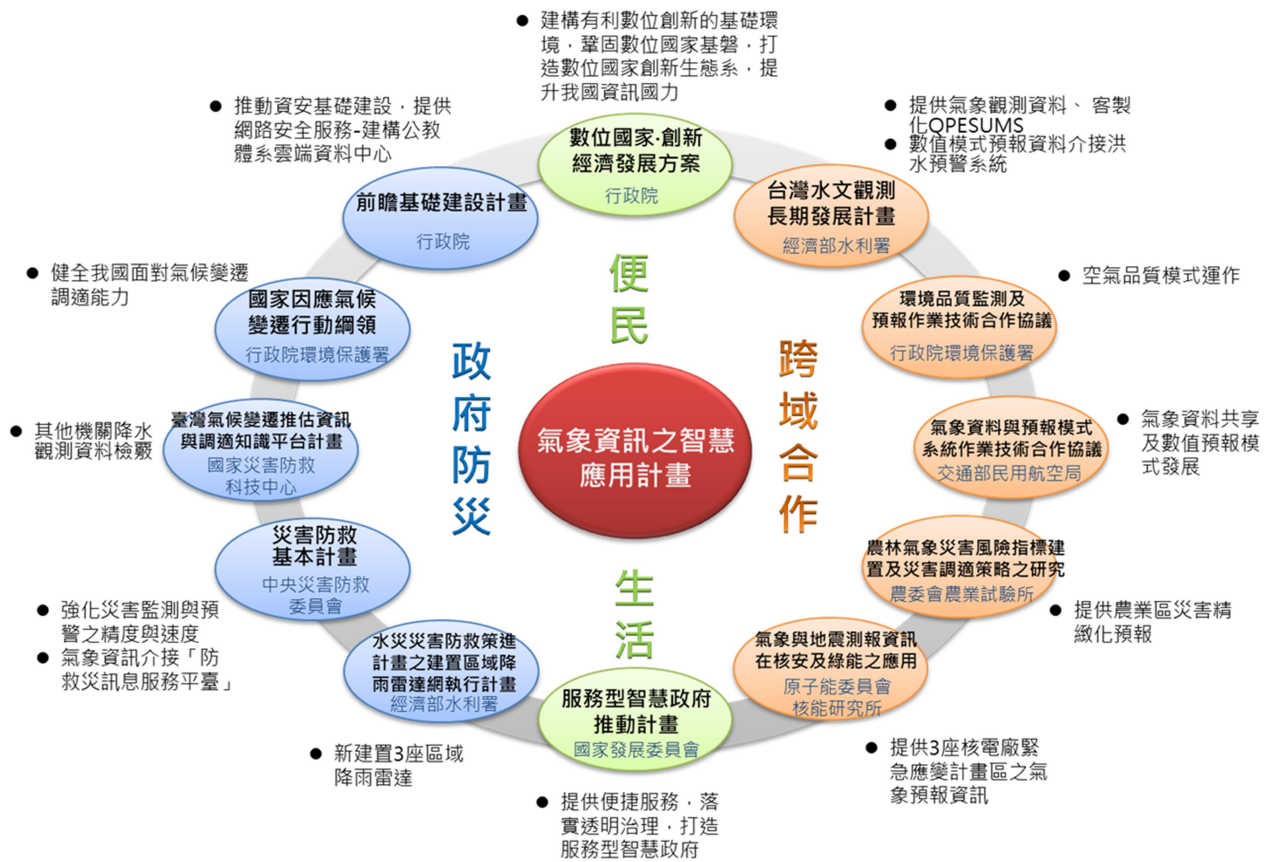 ● 建構有利數位創新的基礎環
境，鞏固數位國家基磐，打
造數位國家創新生態系，提
升我國資訊國力
● 推動資安基礎建設，提供
網路安全服務-建構公教
體系雲端資料中心
● 提供氣象觀測資料、 客製
化QPESUMS
● 數值模式預報資料介接洪
水預警系統
數位國家·創新
經濟發展方案
行政院
前瞻基礎建設計畫
行政院
台灣水文觀測
長期發展計畫
經濟部水利署
● 健全我國面對氣候變遷
調適能力
● 空氣品質模式運作
國家因應氣候
變遷行動綱領
行政院環境保護署
環境品質監測及
預報作業技術合作協議
行政院環境保護署
便民
政府防災
跨域合作
氣象資訊之智慧
應用計畫
生活
● 其他機關降水
觀測資料檢覈
臺灣氣候變遷推估資訊
與調適知識平台計畫
國家災害防救
科技中心
氣象資料與預報模式
系統作業技術合作協議
交通部民用航空局
● 氣象資料共享
及數值預報模
式發展
災害防救
基本計畫
中央災害防救
委員會
農林氣象災害風險指標建
置及災害調適策略之研究
農委會農業試驗所
● 強化災害監測與預
警之精度與速度
● 氣象資訊介接「防
救災訊息服務平臺」
● 提供農業區災害精
緻化預報
水災災害防救策進
計畫之建置區域降
雨雷達網執行計畫
經濟部水利署
氣象與地震測報資訊
在核安及綠能之應用
原子能委員會
核能研究所
服務型智慧政府
推動計畫
國家發展委員會
● 新建置3座區域
降雨雷達
● 提供3座核電廠緊
急應變計畫區之氣
象預報資訊
● 提供便捷服務，落
實透明治理，打造
服務型智慧政府